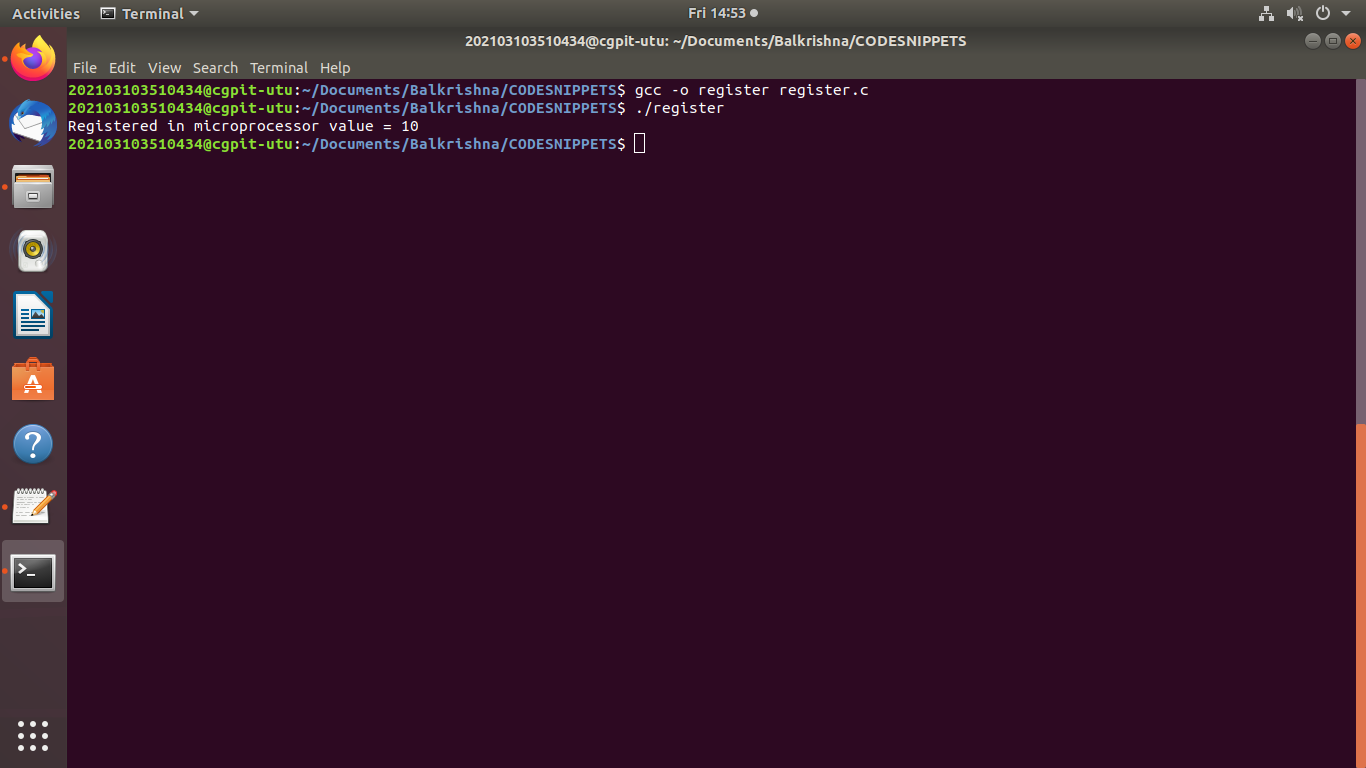 Activities Terminal Fri 14:53
202103103510434@cgpit-utu: ~/Documents/Balkrishna/CODESNIPPETS
File Edit View Search Terminal Help
202103103510434@cgpit-utu:~/Documents/Balkrishna/CODESNIPPETS$ gcc -o register register.c
202103103510434@cgpit-utu:~/Documents/Balkrishna/CODESNIPPETS$ ./register
Registered in microprocessor value = 10
202103103510434@cgpit-utu:~/Documents/Balkrishna/CODESNIPPETS$